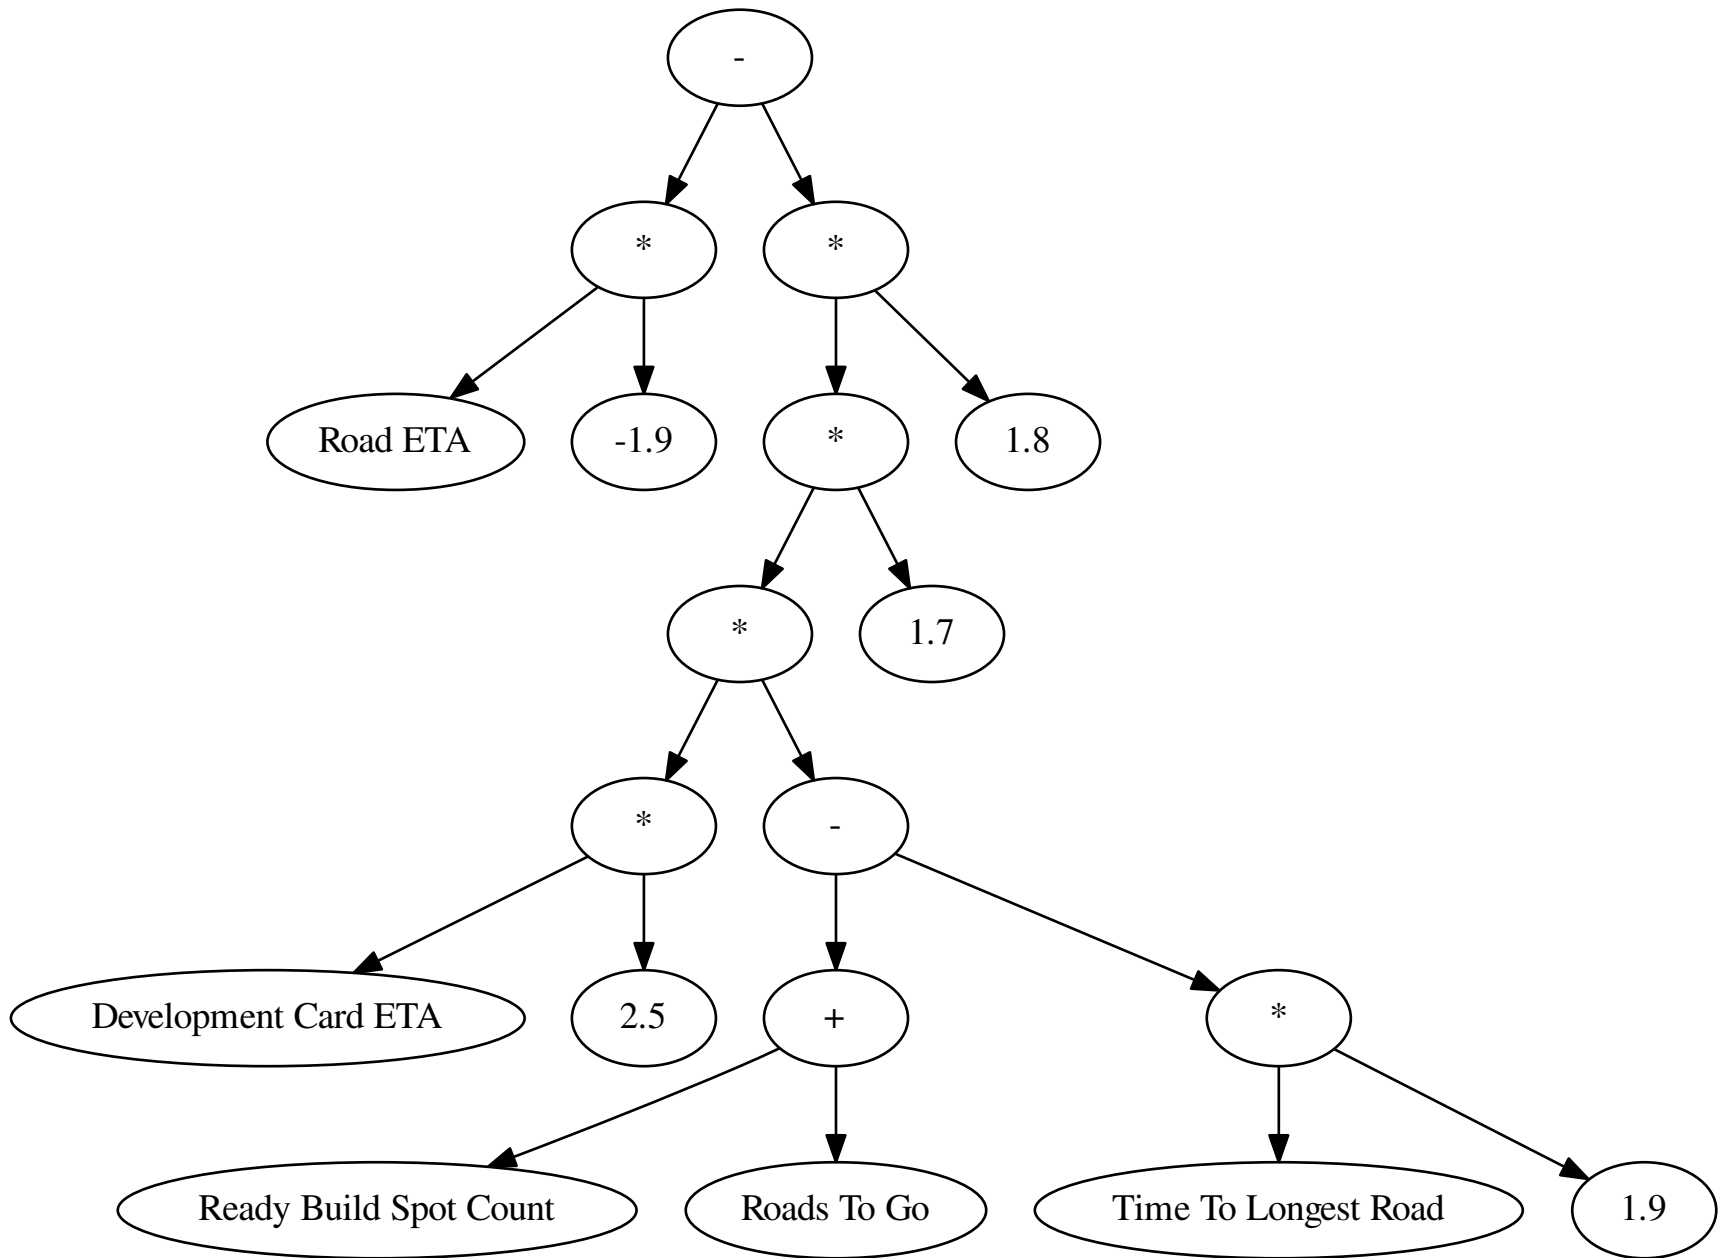 -
* *
Road ETA -1.9 * 1.8
* 1.7
* -
Development Card ETA 2.5 + *
Ready Build Spot Count Roads To Go Time To Longest Road 1.9